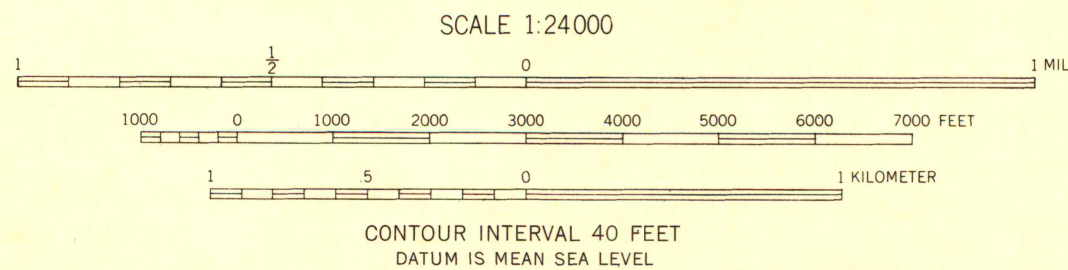 SCALE 1:24000
1 1/2 0 1 MIL
1000 0 1000 2000 3000 4000 5000 6000 7000 FEET
1 .5 0 1 KILOMETER
CONTOUR INTERVAL 40 FEET
DATUM IS MEAN SEA LEVEL